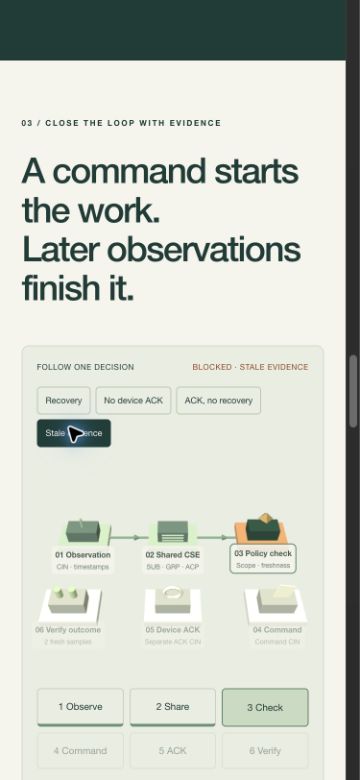 03 / CLOSE THE LOOP WITH EVIDENCE
A command starts
the work.
Later observations
finish it.
FOLLOW ONE DECISION
BLOCKED · STALE EVIDENCE
Recovery
No device ACK
ACK, no recovery
Stale ence
01 Observation
CIN · timestamps
02 Shared CSE
SUB · GRP · ACP
03 Policy check
Scope · freshness
06 Verify outcome
2 fresh samples
05 Device ACK
Separate ACK CIN
04 Command
Command CIN
1 Observe
2 Share
3 Check
4 Command
5 ACK
6 Verify